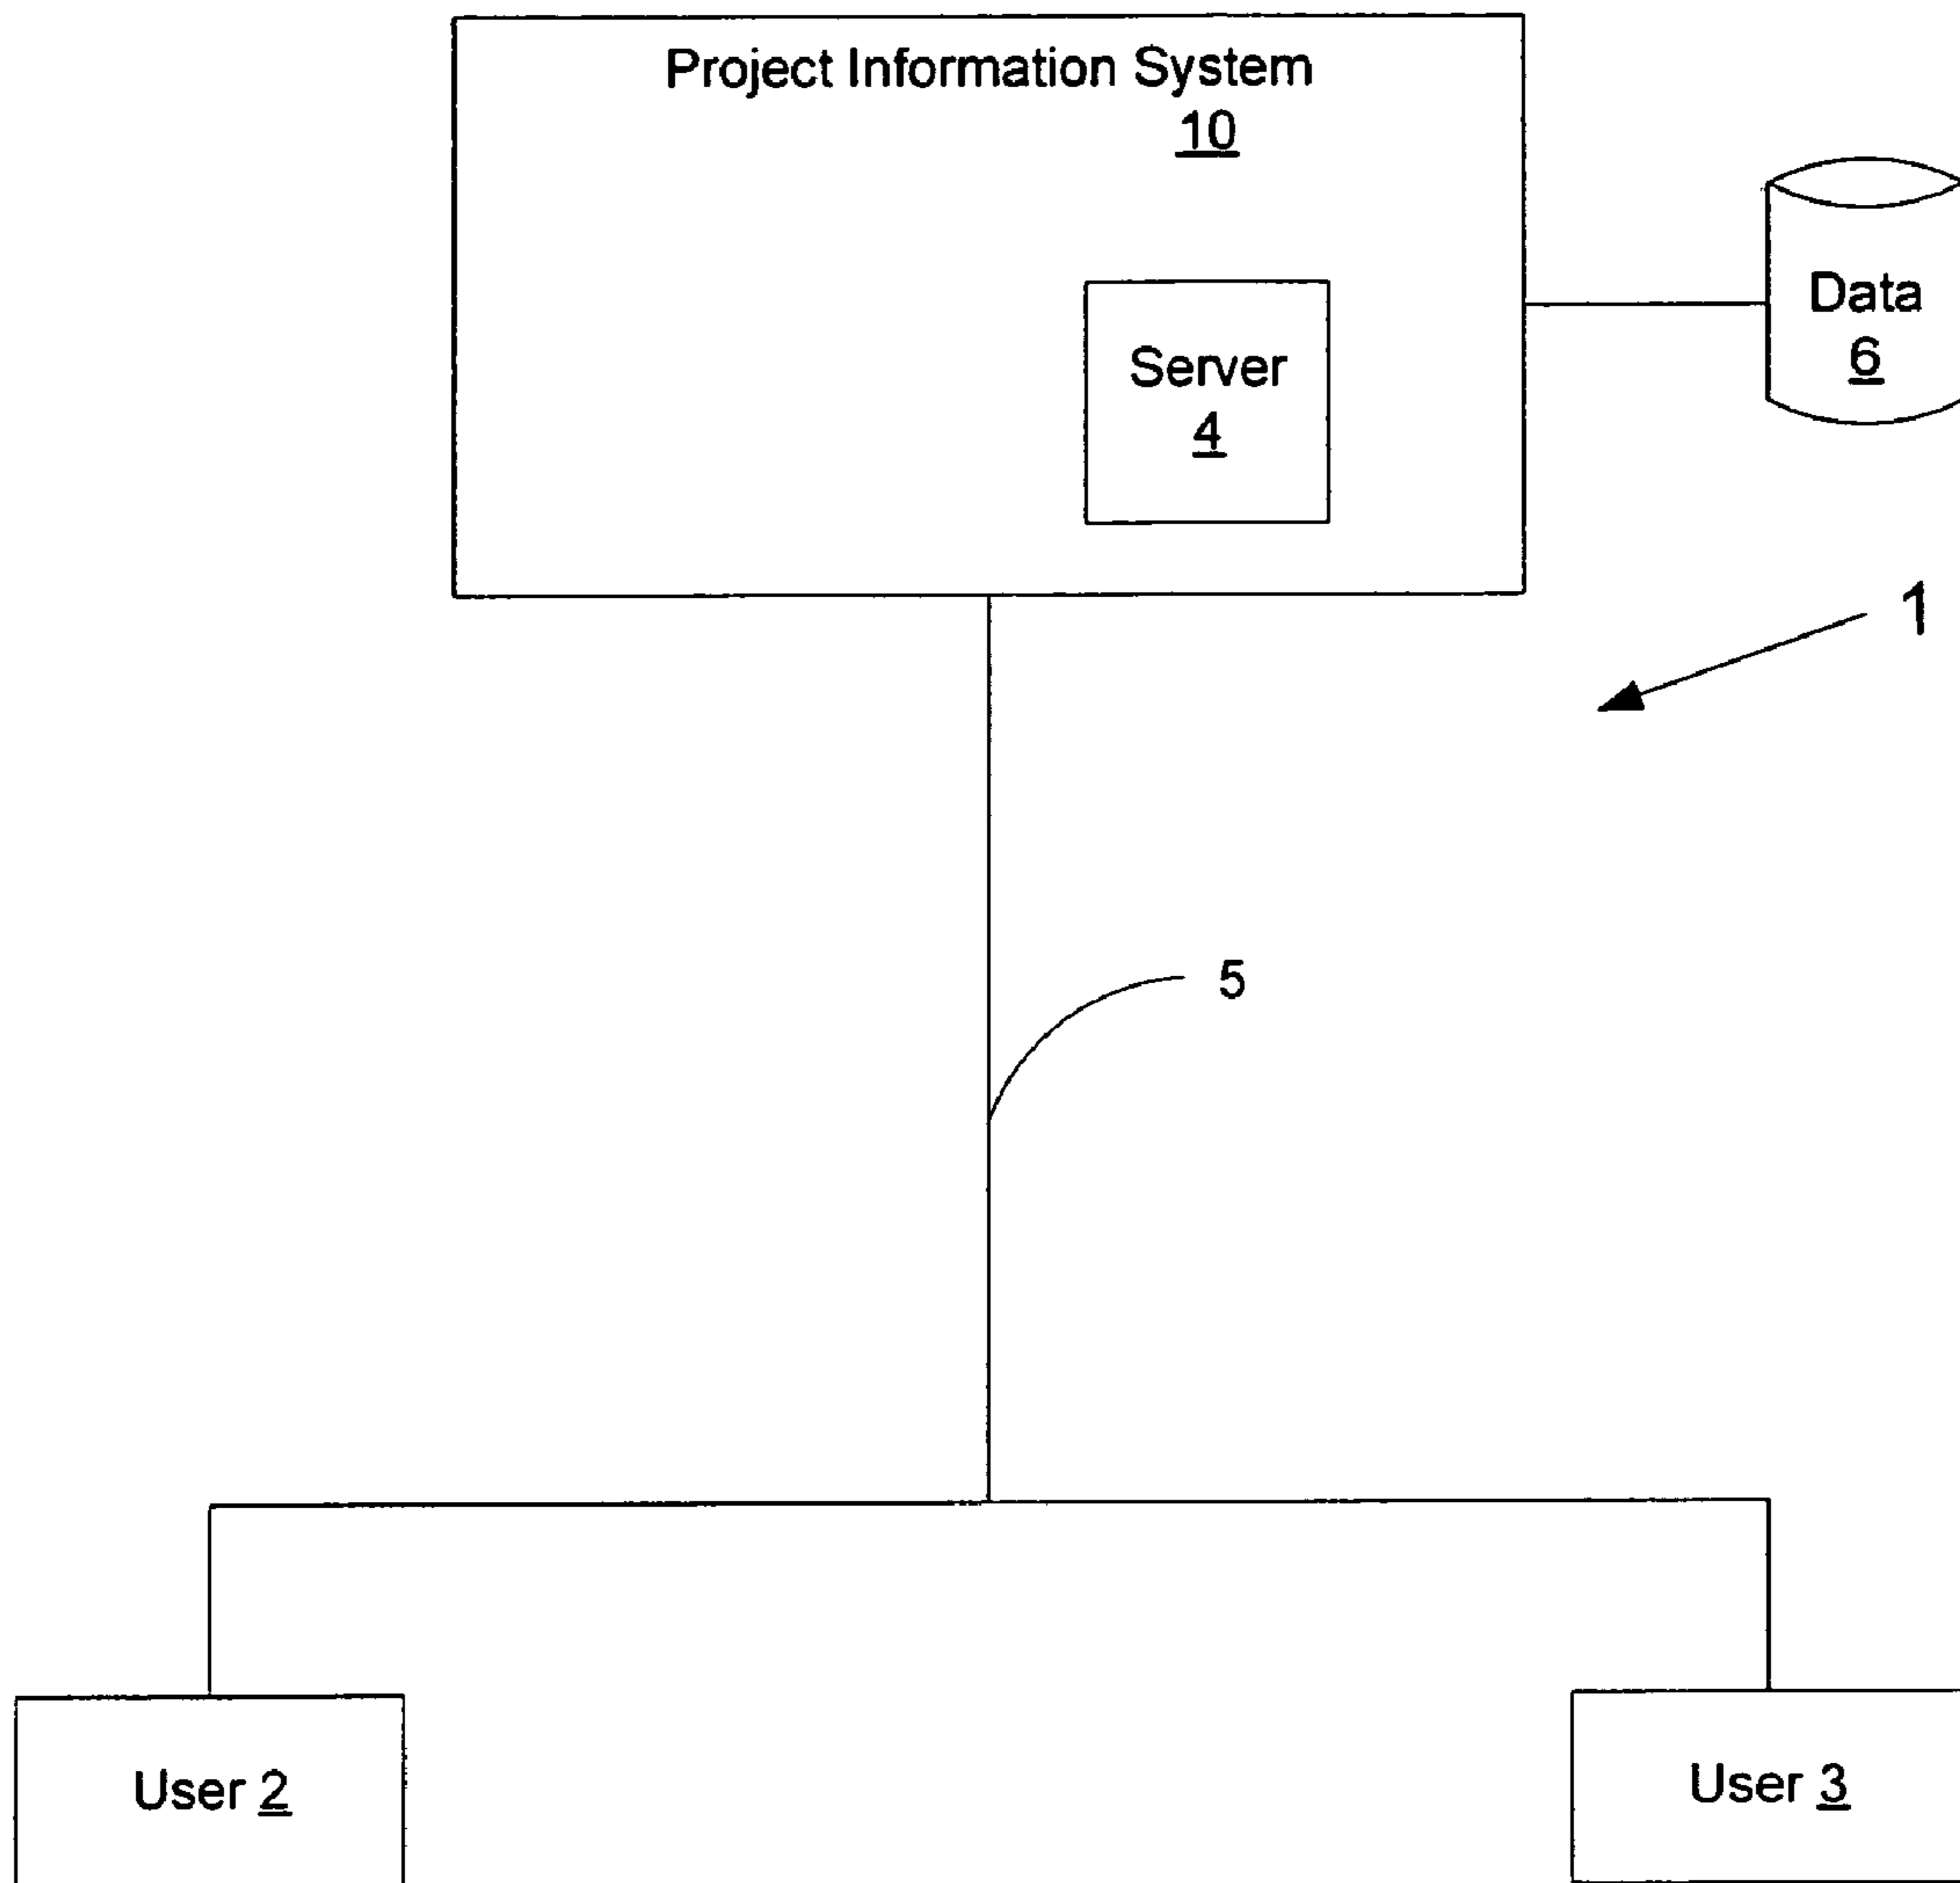 Project Information System
10
Data
6
Server
4
1
5
User 2
User 3